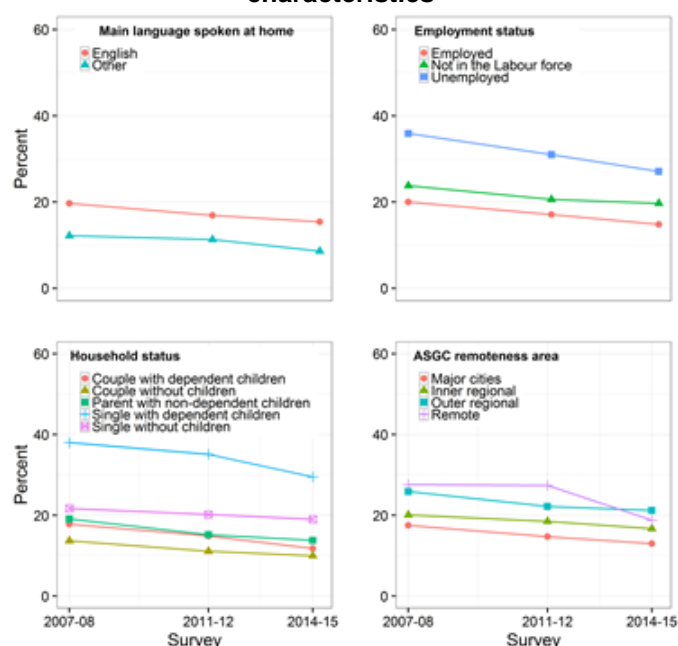 characteristics
Main language spoken at home
English
Other
Employment status
Employed
Not in the Labour force
Unemployed
Percent
60
40
20
0
60
40
20
0
Household status
Couple with dependent children
Couple without children
Parent with non-dependent children
Single with dependent children
Single without children
ASGC remoteness area
Major cities
Inner regional
Outer regional
Remote
Percent
60
40
20
0
60
40
20
0
2007-08 2011-12 2014-15
2007-08 2011-12 2014-15
Survey
Survey